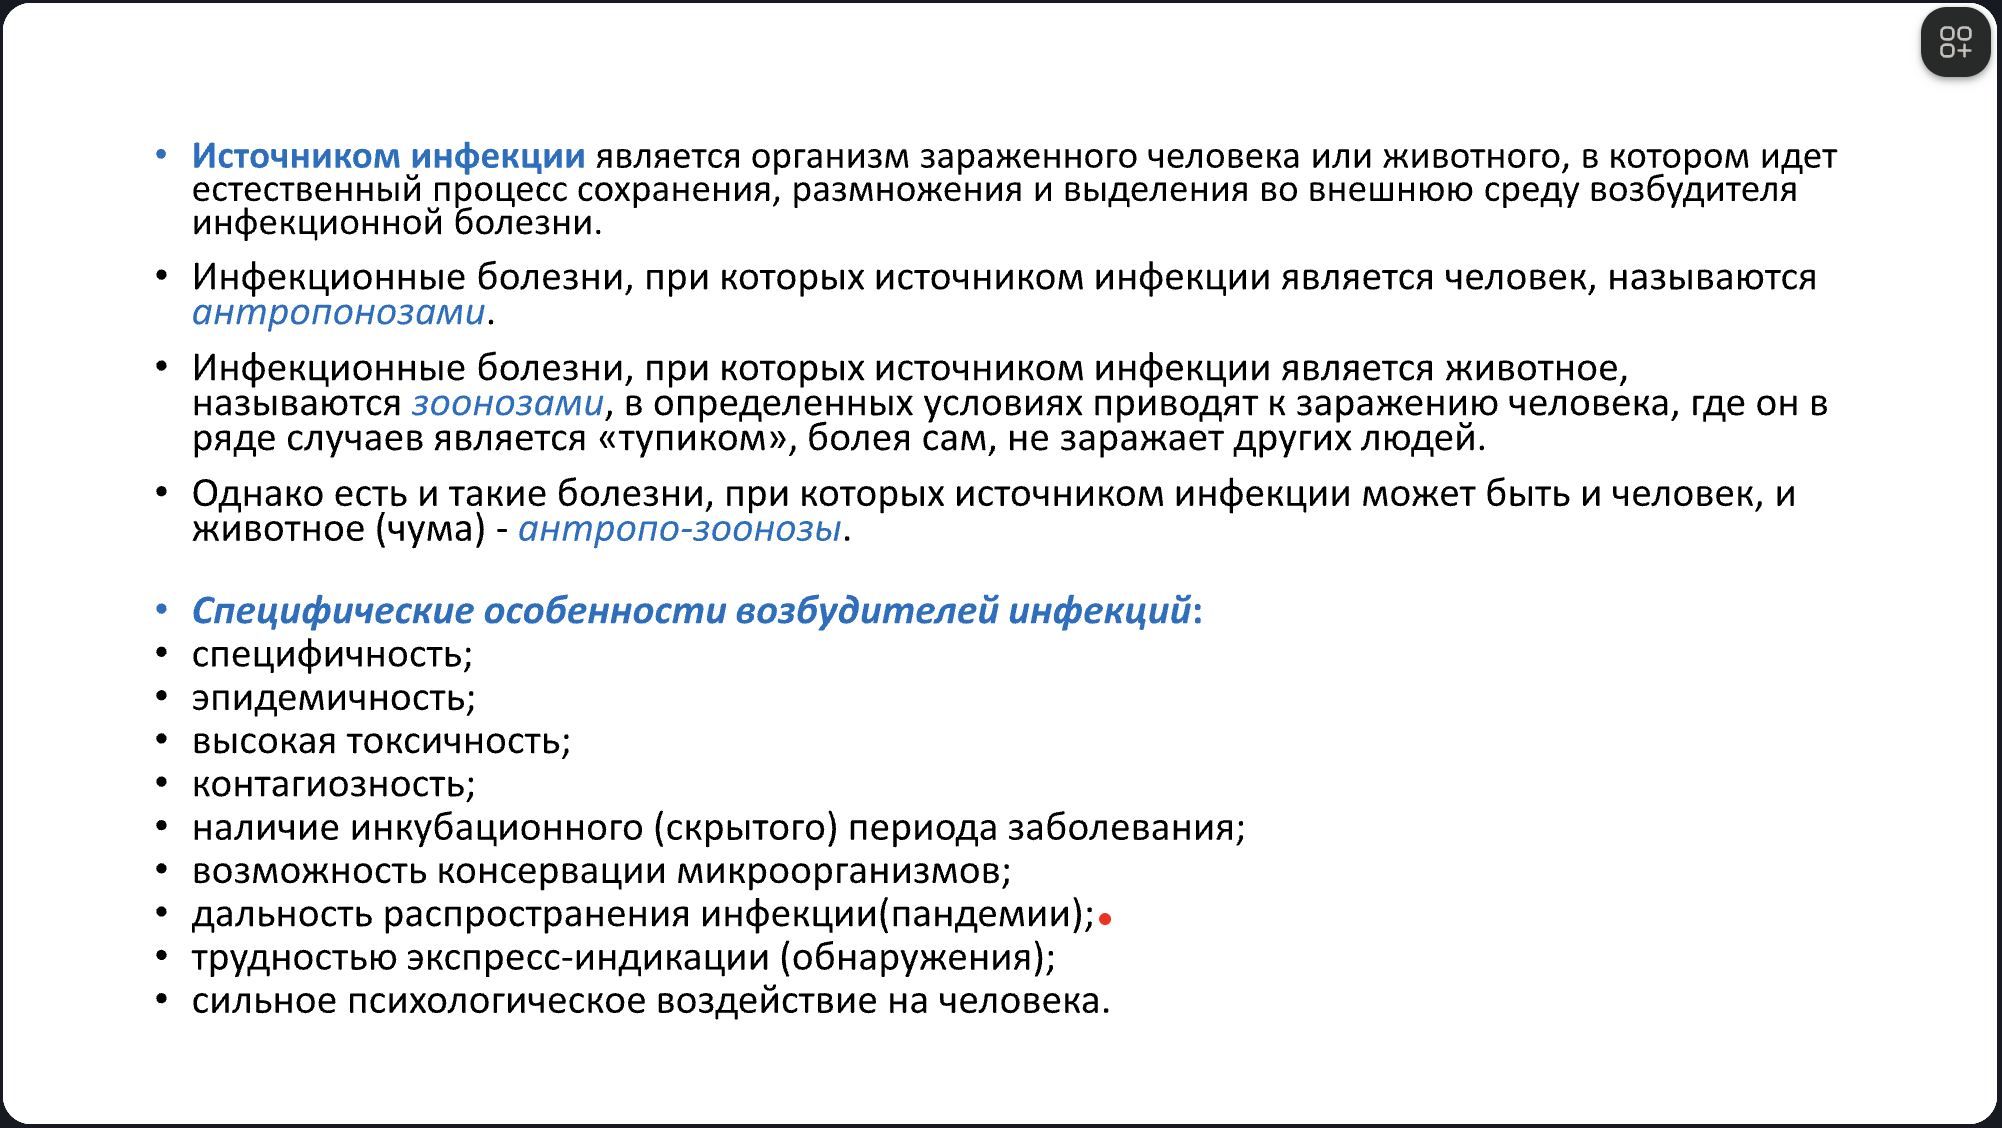 • Источником инфекции является организм зараженного человека или животного, в котором идет
естественный процесс сохранения, размножения и выделения во внешнюю среду возбудителя
инфекционной болезни.
• Инфекционные болезни, при которых источником инфекции является человек, называются
антропонозами.
• Инфекционные болезни, при которых источником инфекции является животное,
называются зоонозами, в определенных условиях приводят к заражению человека, где он в
ряде случаев является «тупиком», болея сам, не заражает других людей.
• Однако есть и такие болезни, при которых источником инфекции может быть и человек, и
животное (чума) - антропо-зоонозы.
• Специфические особенности возбудителей инфекций:
• специфичность;
• эпидемичность;
• высокая токсичность;
• контагиозность;
• наличие инкубационного (скрытого) периода заболевания;
• возможность консервации микроорганизмов;
• дальность распространения инфекции(пандемии);
• трудностью экспресс-индикации (обнаружения);
• сильное психологическое воздействие на человека.